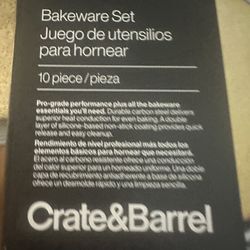 Bakeware Set
Juego de utensilios
para hornear
10 piece/pieza
Pro-grade performance plus all the bakeware
essentials you'll need. Durable carbon steel delivers
superior heat conduction for even baking. A double
layer of silicone-based non-stick coating provides quick
release and easy cleanup.
Rendimiento de nivel profesional más todos los
elementos básicos para hornear que necesitará.
El acero al carbono resistente ofrece una conducción
del calor superior para un horneado uniforme. Una doble
capa de recubrimiento antiadherente a base de silicona
ofrece un desmolde rápido y una limpieza sencilla.
Crate&Barrel